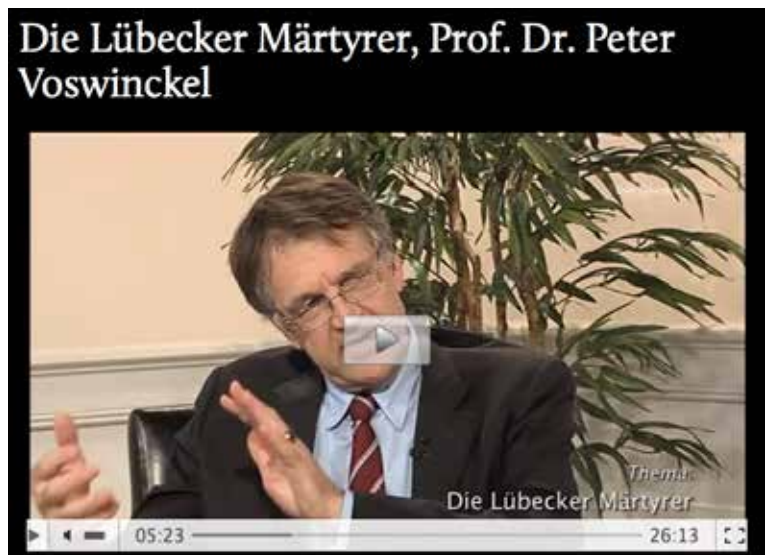 Die Lübecker Märtyrer, Prof. Dr. Peter
Voswinckel
Thema:
Die Lübecker Märtyrer
05:23 26:13